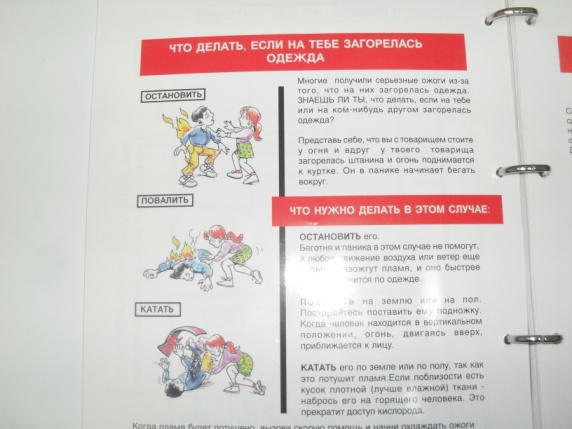 ЧТО ДЕЛАТЬ, ЕСЛИ НА ТЕБЕ ЗАГОРЕЛАСЬ
ОДЕЖДА
ОСТАНОВИТЬ
Многие получили серьезные ожоги из-за
того, что на них загорелась одежда.
ЗНАЕШЬ ЛИ ТЫ, что делать, если на тебе
или на ком-нибудь другом загорелась
одежда?
Представь себе, что вы с товарищем стоите
у огня и вдруг у твоего товарища
загорелась штанина и огонь поднимается
к куртке. Он в панике начинает бегать
вокруг.
ПОВАЛИТЬ
ЧТО НУЖНО ДЕЛАТЬ В ЭТОМ СЛУЧАЕ:
ОСТАНОВИТЬ его.
Беготня и паника в этом случае не помогут,
а любое движение воздуха или ветер еще
пламя, и оно быстрее
по одежде.
на землю или на пол.
Постарайтесь поставить ему подножку.
Когда человек находится в вертикальном
положении, огонь, двигаясь вверх,
приближается к лицу.
КАТАТЬ
КАТАТЬ его по земле или по полу, так как
это потушит пламя.Если поблизости есть
кусок плотной (лучше влажной) ткани -
набрось его на горящего человека. Это
прекратит доступ кислорода.
Когда пламя будет потушено, вызови скорую помощь и начни охлаждать ожоги